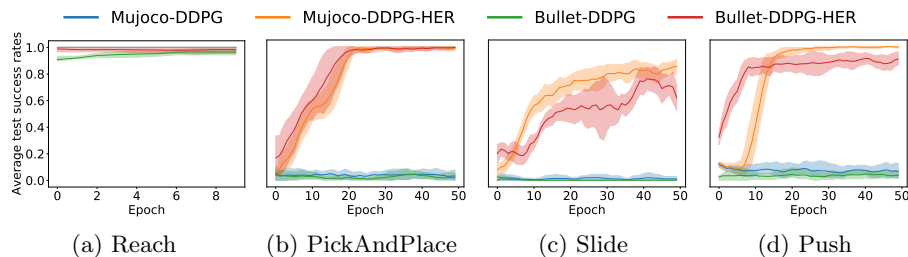 Mujoco-DDPG Mujoco-DDPG-HER Bullet-DDPG Bullet-DDPG-HER
Average test success rates
1.0
0.8
0.6
0.4
0.2
0.0
0 2 4 6 8
0 10 20 30 40 50
0 10 20 30 40 50
0 10 20 30 40 50
Epoch Epoch Epoch Epoch
(a) Reach (b) PickAndPlace (c) Slide (d) Push